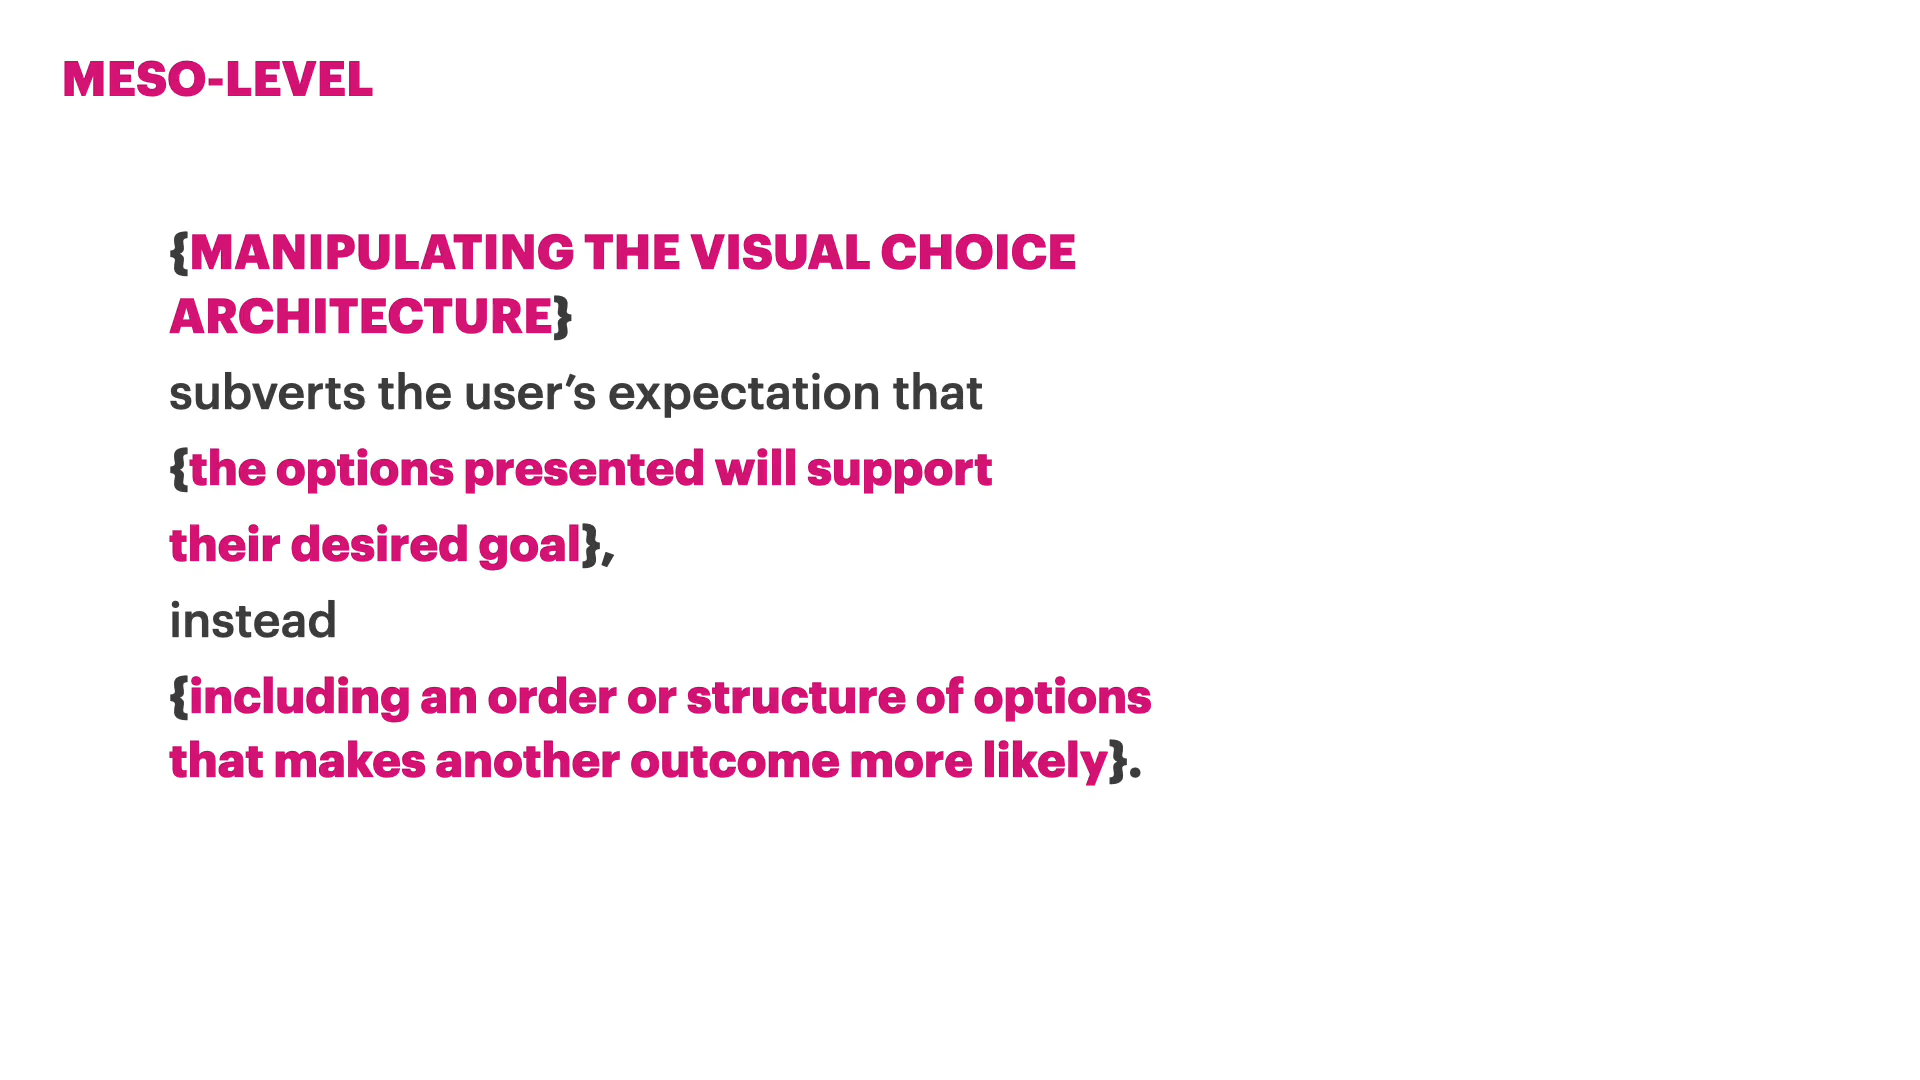 MESO-LEVEL
{MANIPULATING THE VISUAL CHOICE
ARCHITECTURE}
subverts the user’s expectation that
{the options presented will support
their desired goal},
instead
{including an order or structure of options
that makes another outcome more likely}.